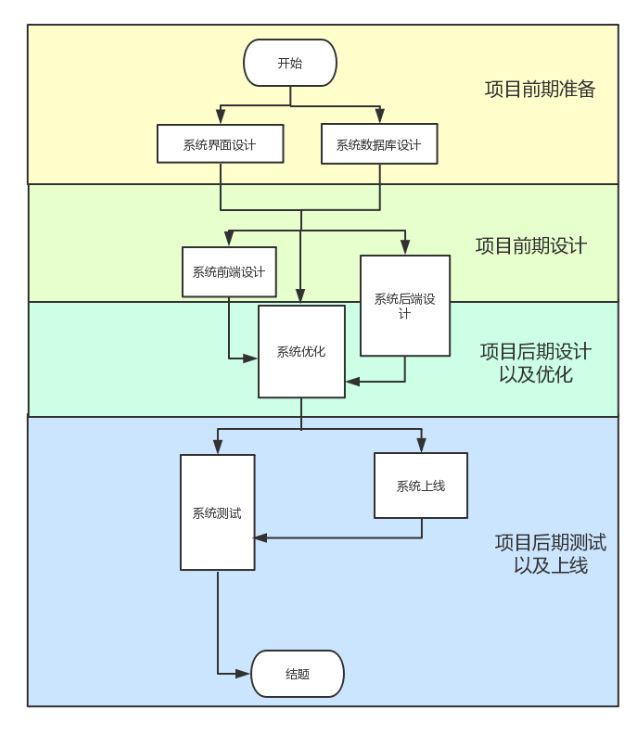 开始
项目前期准备
系统界面设计
系统数据库设计
项目前期设计
系统前端设计
系统后端设
计
系统优化
项目后期设计
以及优化
系统上线
系统测试
项目后期测试
以及上线
结题